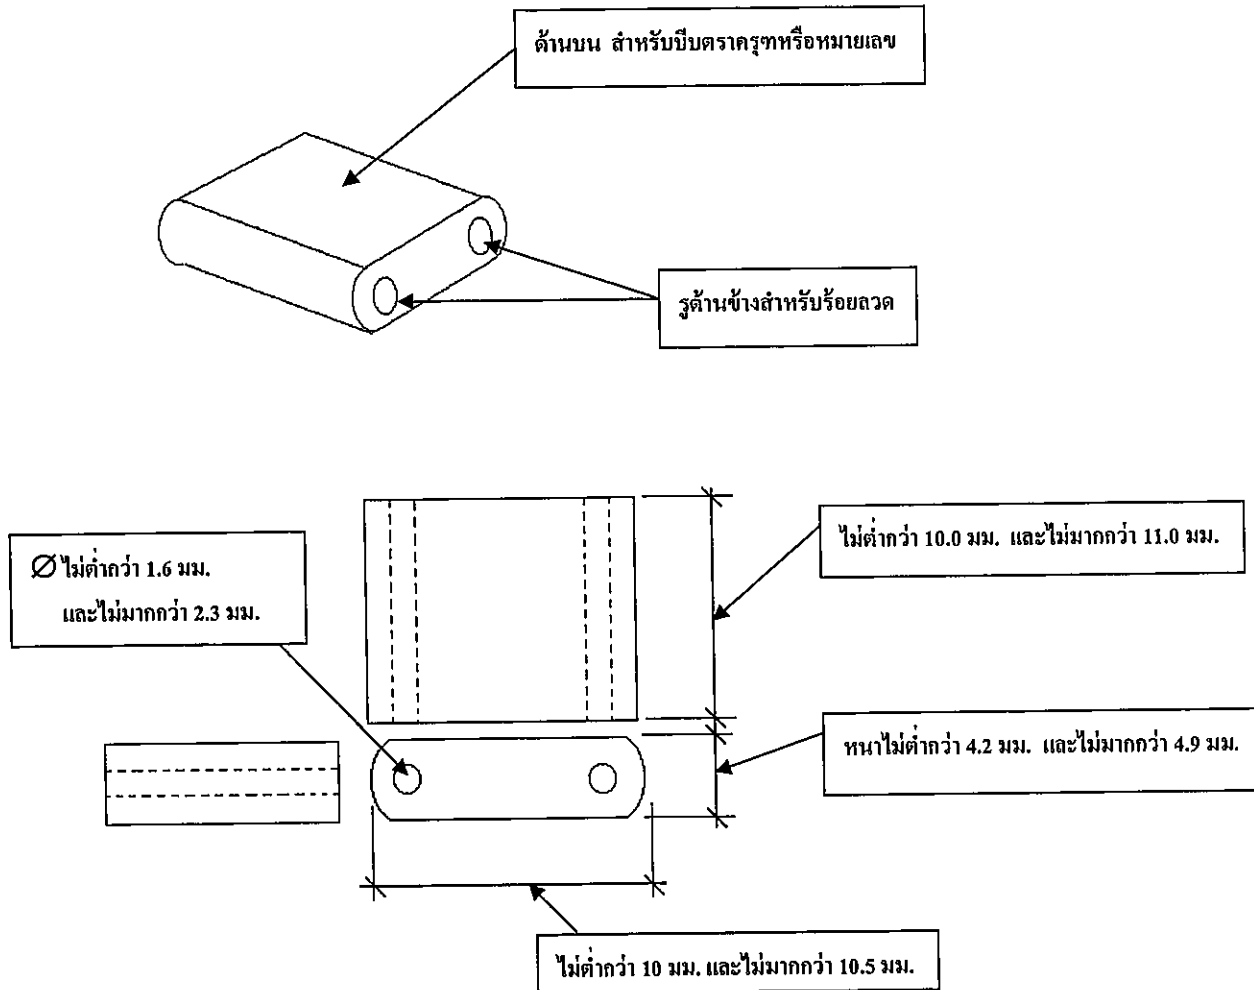 ด้านบน สำหรับบีบตราครุฑหรือหมายเลข
รูด้านข้างสำหรับร้อยลวด
ไม่ต่ำกว่า 10.0 มม. และไม่มากกว่า 11.0 มม.
Ø ไม่ต่ำกว่า 1.6 มม.
และไม่มากกว่า 2.3 มม.
หนาไม่ต่ำกว่า 4.2 มม. และไม่มากกว่า 4.9 มม.
ไม่ต่ำกว่า 10 มม. และไม่มากกว่า 10.5 มม.